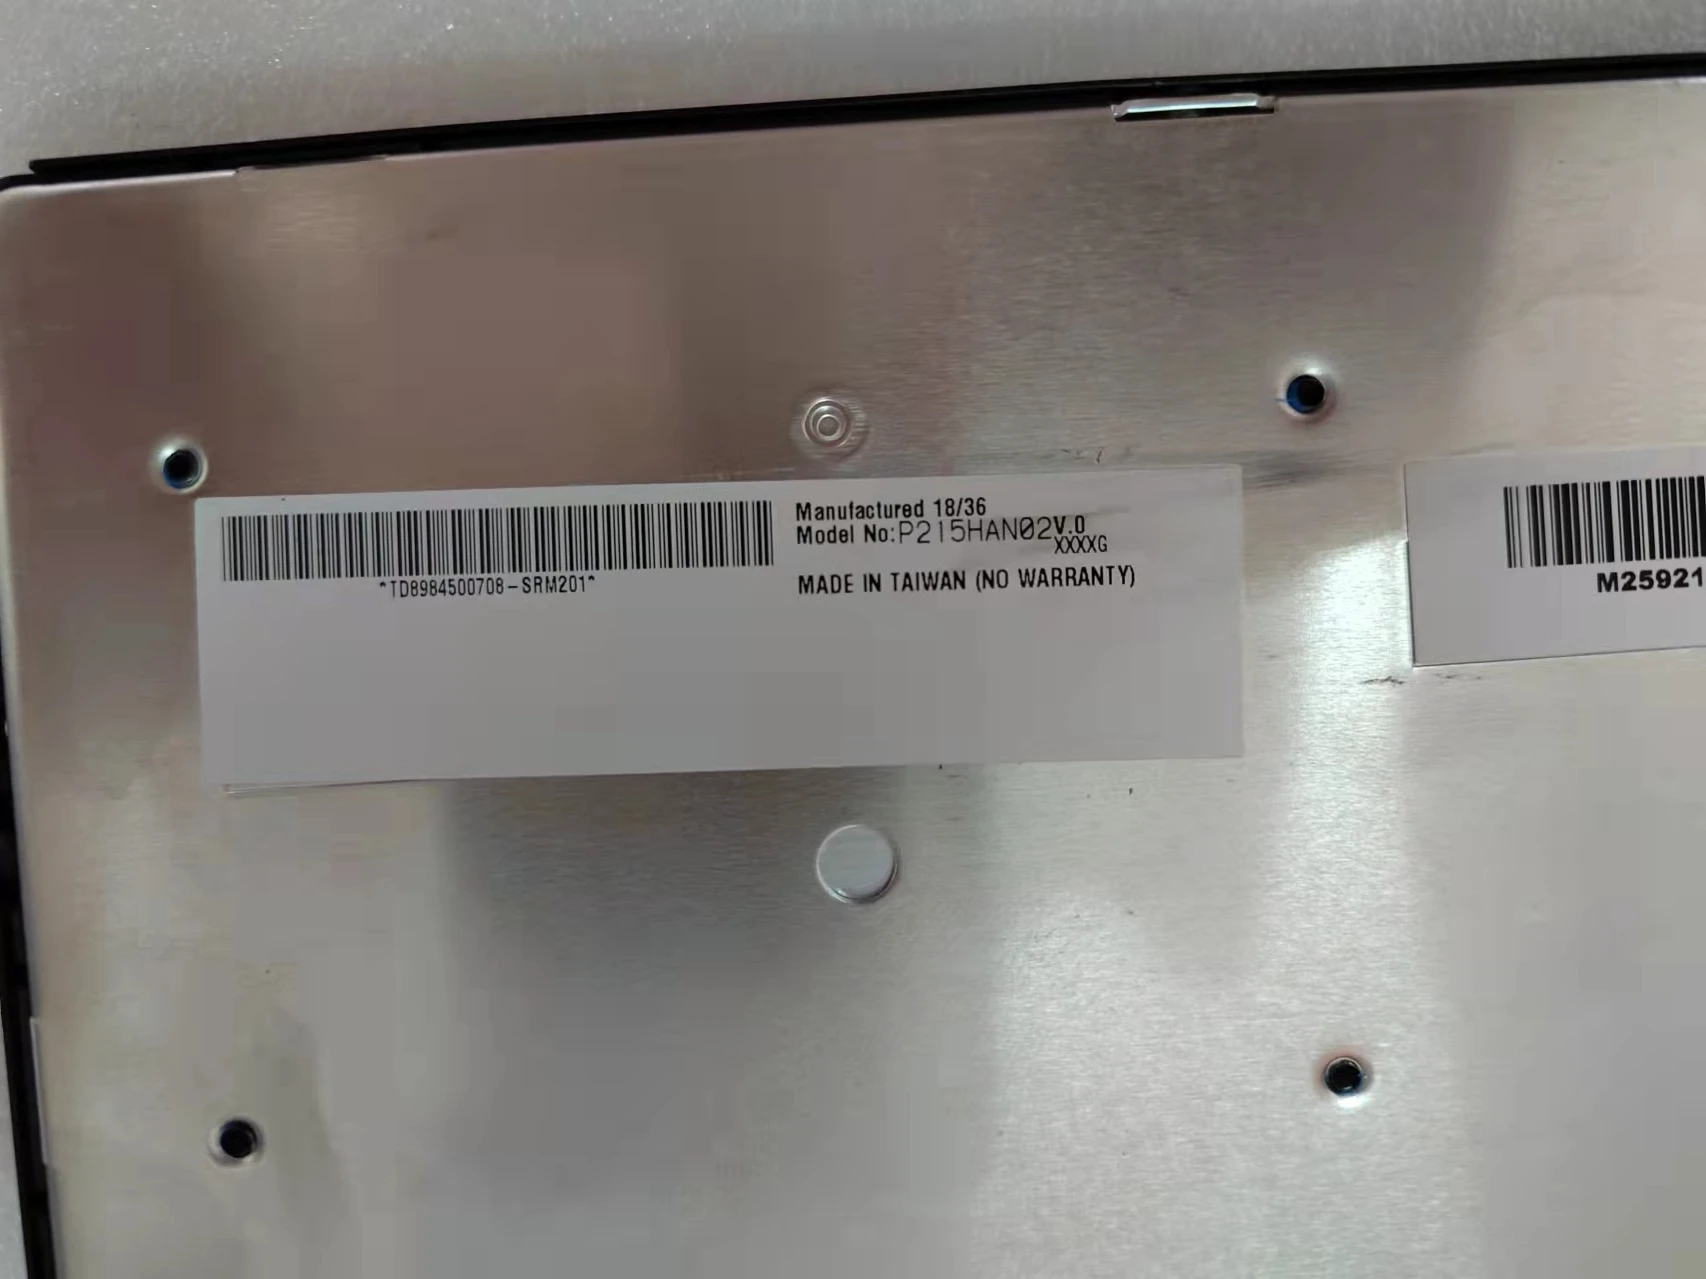 Manufactured 18/36
Model No:P215HAN02V.0
XXXXG
*TD8984500708-SRM201*
MADE IN TAIWAN (NO WARRANTY)
M25921